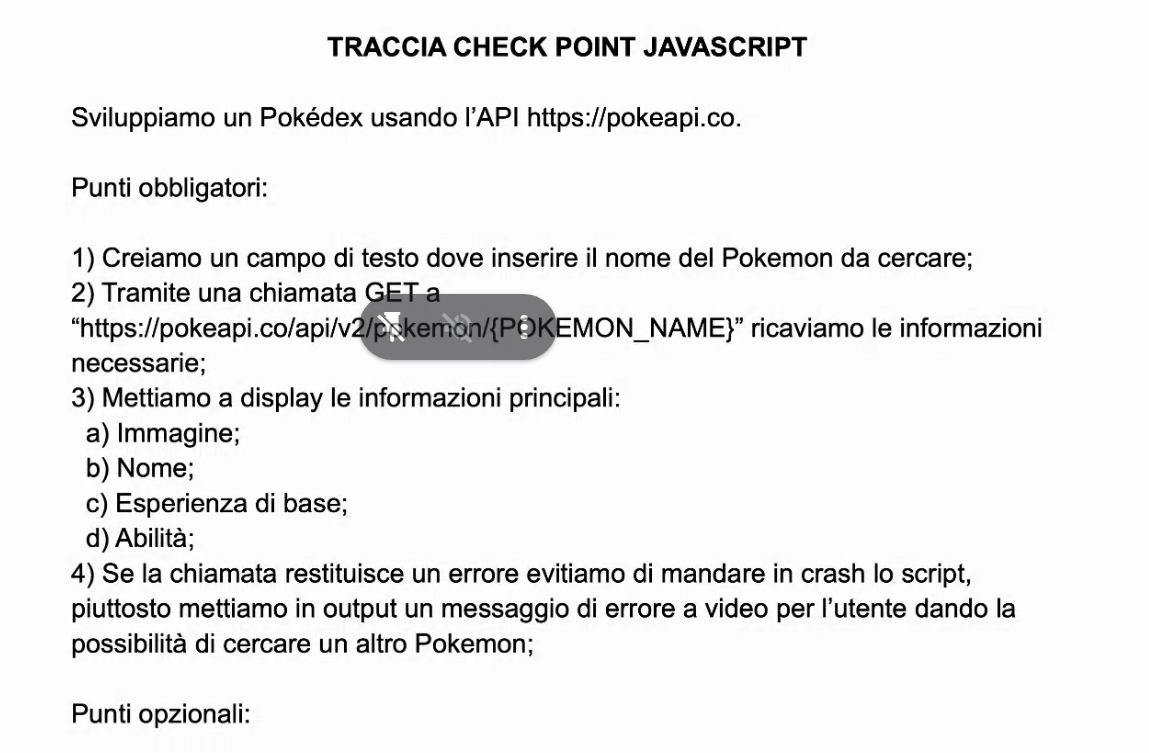 TRACCIA CHECK POINT JAVASCRIPT
Sviluppiamo un Pokédex usando l’API https://pokeapi.co.
Punti obbligatori:
1) Creiamo un campo di testo dove inserire il nome del Pokemon da cercare;
2) Tramite una chiamata GET a
“https://pokeapi.co/api/v2/pokemon/{POKEMON_NAME}” ricaviamo le informazioni
necessarie;
3) Mettiamo a display le informazioni principali:
a) Immagine;
b) Nome;
c) Esperienza di base;
d) Abilità;
4) Se la chiamata restituisce un errore evitiamo di mandare in crash lo script,
piuttosto mettiamo in output un messaggio di errore a video per l’utente dando la
possibilità di cercare un altro Pokemon;
Punti opzionali: